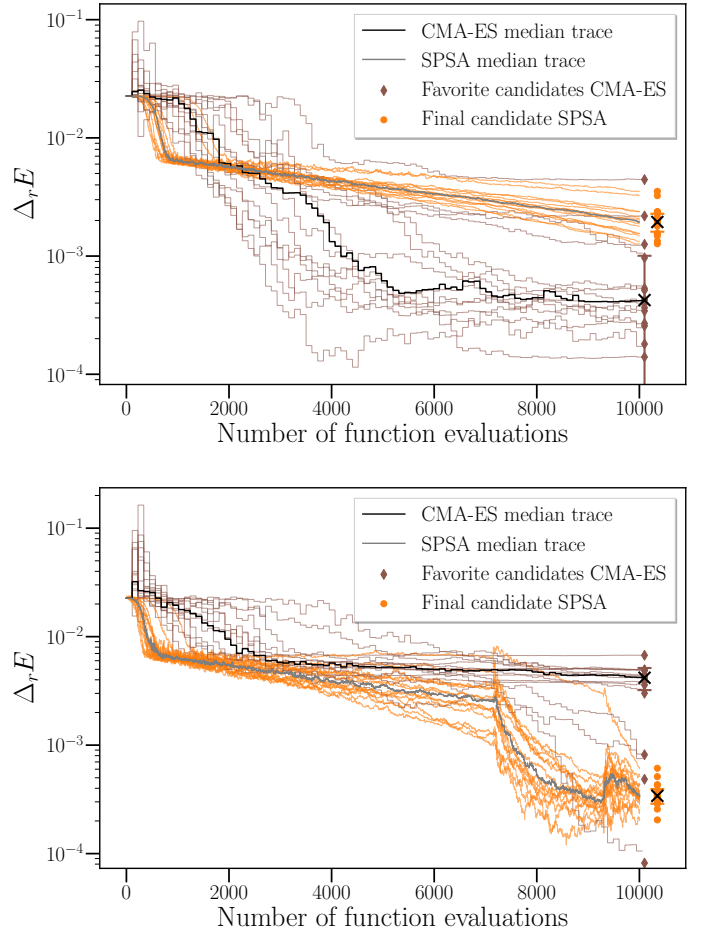 10⁻¹
10⁻²
10⁻³
10⁻⁴
ΔᵣE
CMA-ES median trace
SPSA median trace
Favorite candidates CMA-ES
Final candidate SPSA
0 2000 4000 6000 8000 10000
Number of function evaluations
10⁻¹
10⁻²
10⁻³
10⁻⁴
ΔᵣE
CMA-ES median trace
SPSA median trace
Favorite candidates CMA-ES
Final candidate SPSA
0 2000 4000 6000 8000 10000
Number of function evaluations